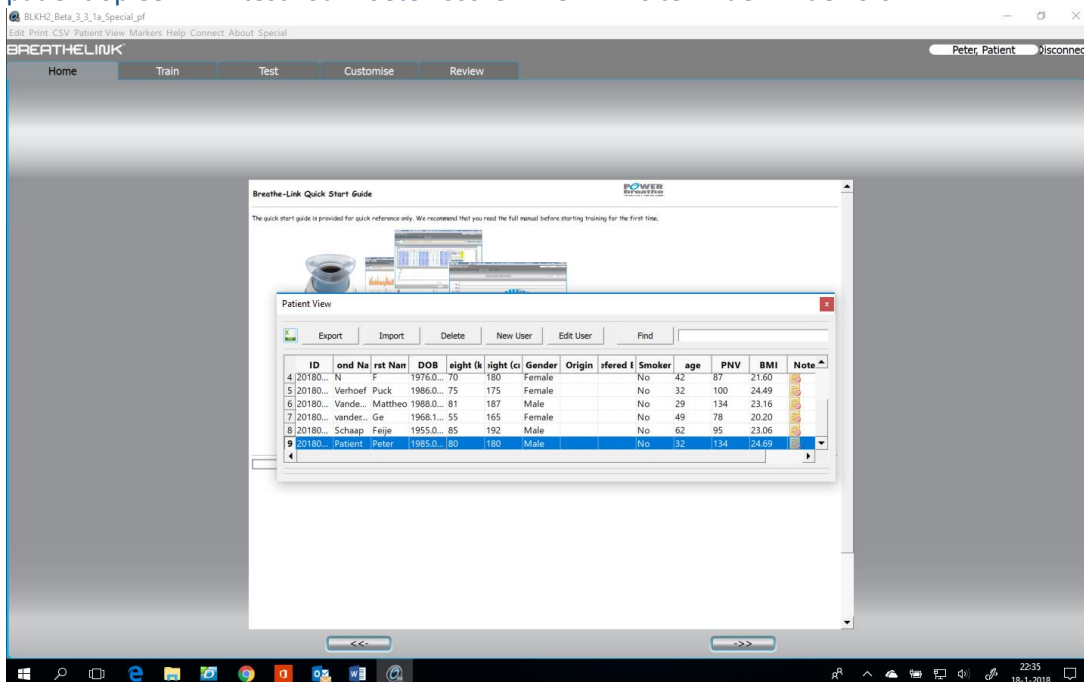 BLKH2_Beta_3_3_1a_Special_pf
Edit Print CSV Patient View Markers Help Connect About Special
BREATHELINK
Peter, Patient Disconnec
Home Train Test Customise Review
Breathe-Link Quick Start Guide
POWER
breathe
The quick start guide is provided for quick reference only. We recommend that you read the full manual before starting training for the first time.
Patient View
Export Import Delete New User Edit User Find
ID ond Na rst Nam DOB eight (k eight (cı Gender Origin efered E Smoker age PNV BMI Note
4 20180... N F 1976.0... 70 180 Female No 42 87 21.60
5 20180... Verhoef Puck 1986.0... 75 175 Female No 32 100 24.49
6 20180... Vande... Mattheo 1988.0... 81 187 Male No 29 134 23.16
7 20180... vander... Ge 1968.1... 55 165 Female No 49 78 20.20
8 20180... Schaap Feije 1955.0... 85 192 Male No 62 95 23.06
9 20180... Patient Peter 1985.0... 80 180 Male No 32 134 24.69
<<- ->>
22:35
18-1-2018